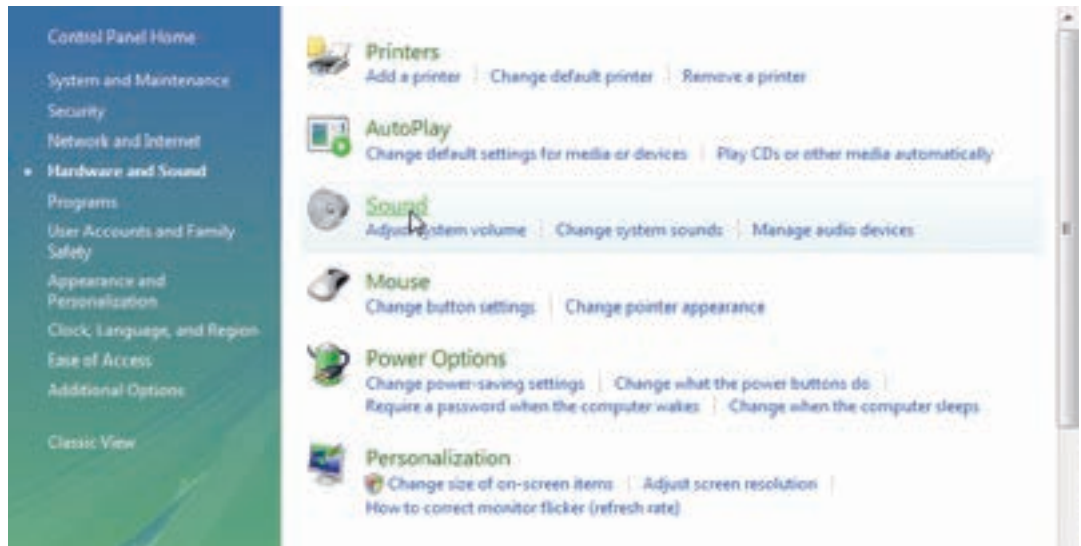 Control Panel Home
System and Maintenance
Security
Network and Internet
Hardware and Sound
Programs
User Accounts and Family
Safety
Appearance and
Personalization
Clock, Language, and Region
Ease of Access
Additional Options
Classic View
Printers
Add a printer | Change default printer | Remove a printer
AutoPlay
Change default settings for media or devices | Play CDs or other media automatically
Sound
Adjust system volume | Change system sounds | Manage audio devices
Mouse
Change button settings | Change pointer appearance
Power Options
Change power-saving settings | Change what the power buttons do |
Require a password when the computer wakes | Change when the computer sleeps
Personalization
Change size of on-screen items | Adjust screen resolution |
How to correct monitor flicker (refresh rate)